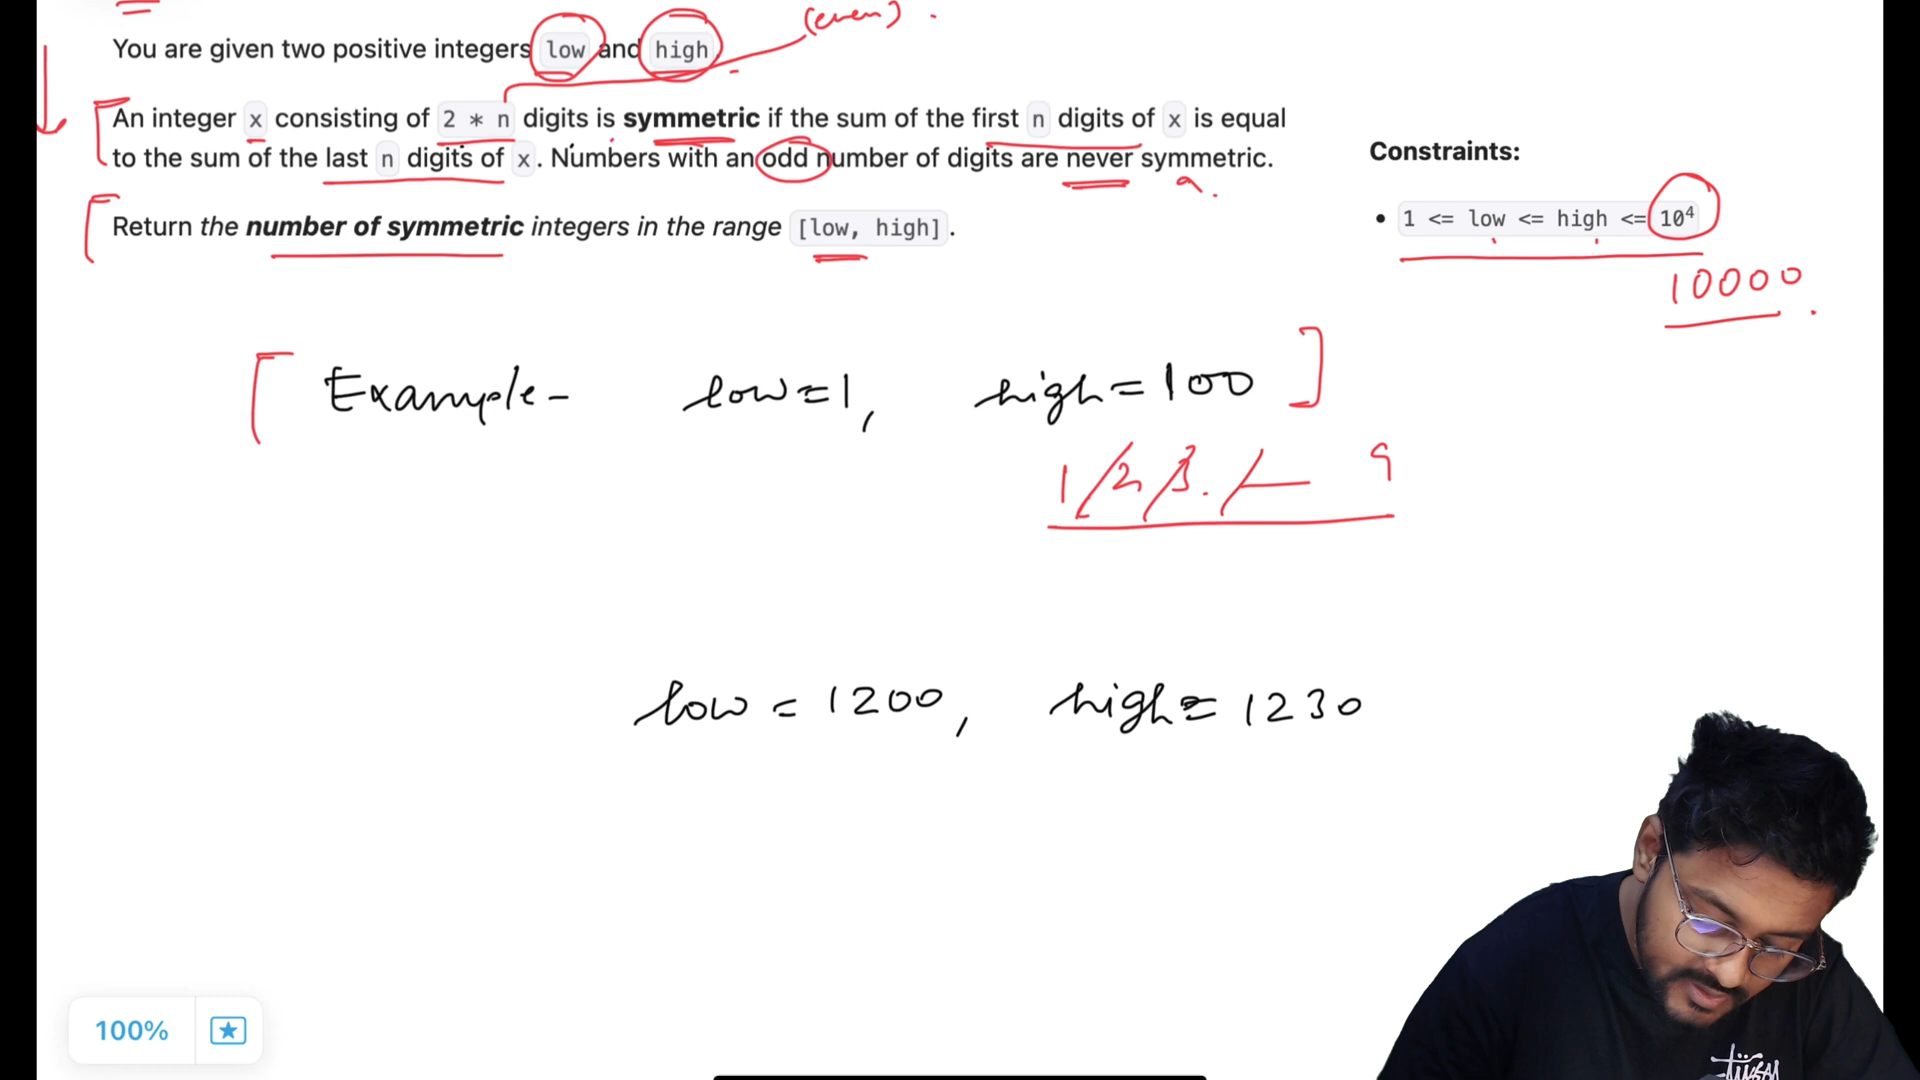 (even).
You are given two positive integers low and high
An integer x consisting of 2 * n digits is symmetric if the sum of the first n digits of x is equal
to the sum of the last n digits of x. Numbers with an odd number of digits are never symmetric.
Return the number of symmetric integers in the range [low, high].
Constraints:
• 1 <= low <= high <= 10⁴
10000
Example- low=1, high=100
1 2 3. 9
low = 1200, high = 1230
100%